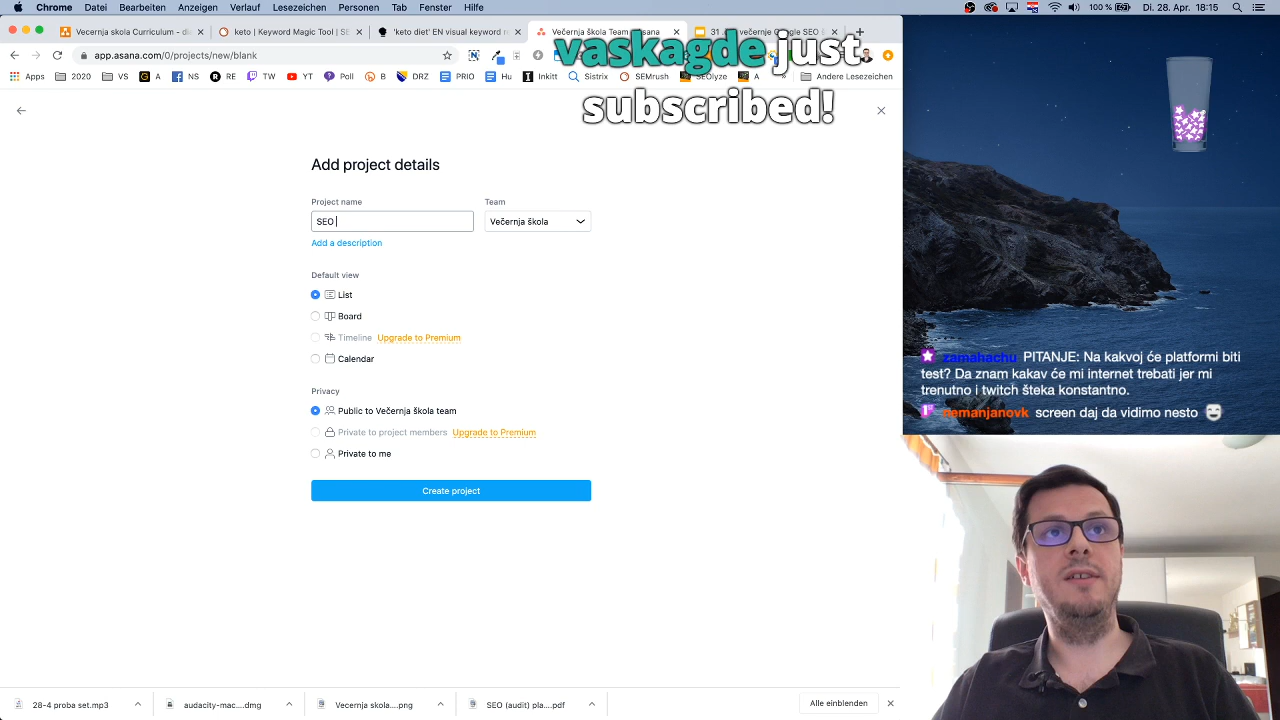 Chrome Datei Bearbeiten Anzeigen Verlauf Lesezeichen Personen Tab Fenster Hilfe
100 % Di. 28. Apr. 18:15
Vecernja skola Curriculum - di
keto | Keyword Magic Tool | S
'keto diet' EN visual keyword r
Večernja škola Team
app.asana.com/0/projects/new/blank
Apps 2020 VS G A NS RE TW YT Poll B DRZ PRIO Hu Inkitt Sistrix SEMrush SEOlyze A Andere Lesezeichen
vaskagde just
subscribed!
Add project details
Project name Team
SEO Večernja škola
Add a description
Default view
List
Board
Timeline Upgrade to Premium
Calendar
Privacy
Public to Večernja škola team
Private to project members Upgrade to Premium
Private to me
Create project
zamahachu PITANJE: Na kakvoj će platformi biti
test? Da znam kakav će mi internet trebati jer mi
trenutno i twitch šteka konstantno.
nemanjanovk screen daj da vidimo nesto
28-4 proba set.mp3
audacity-mac....dmg
Vecernja skola....png
SEO (audit) pla....pdf
Alle einblenden